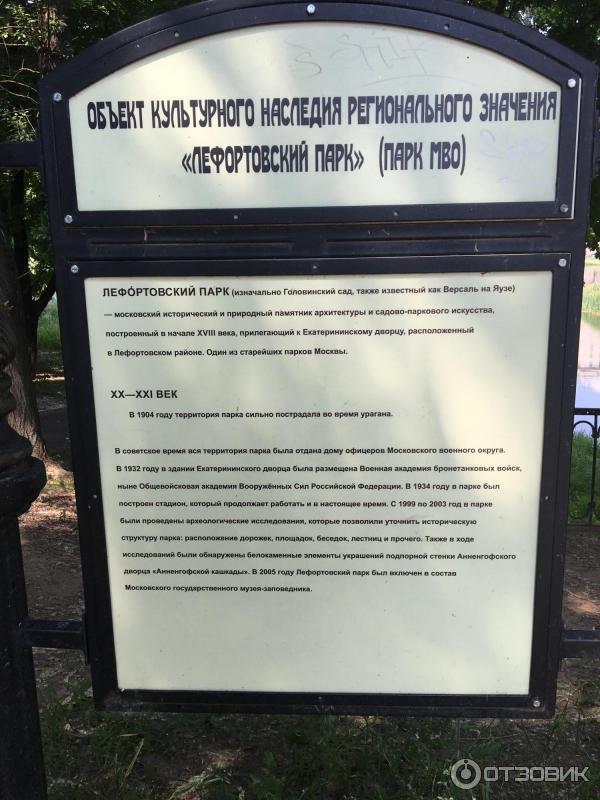 ОБЪЕКТ КУЛЬТУРНОГО НАСЛЕДИЯ РЕГИОНАЛЬНОГО ЗНАЧЕНИЯ
«ЛЕФОРТОВСКИЙ ПАРК» (ПАРК МВО)
ЛЕФО́РТОВСКИЙ ПАРК (изначально Головинский сад, также известный как Версаль на Яузе)
— московский исторический и природный памятник архитектуры и садово-паркового искусства,
построенный в начале XVIII века, прилегающий к Екатерининскому дворцу, расположенный
в Лефортовском районе. Один из старейших парков Москвы.
XX—XXI ВЕК
В 1904 году территория парка сильно пострадала во время урагана.
В советское время вся территория парка была отдана дому офицеров Московского военного округа.
В 1932 году в здании Екатерининского дворца была размещена Военная академия бронетанковых войск,
ныне Общевойсковая академия Вооружённых Сил Российской Федерации. В 1934 году в парке был
построен стадион, который продолжает работать и в настоящее время. С 1999 по 2003 год в парке
были проведены археологические исследования, которые позволили уточнить историческую
структуру парка: расположение дорожек, площадок, беседок, лестниц и прочего. Также в ходе
исследований были обнаружены белокаменные элементы украшений подпорной стенки Анненгофского
дворца «Анненгофской кашкады». В 2005 году Лефортовский парк был включен в состав
Московского государственного музея-заповедника.
ОТЗОВИК